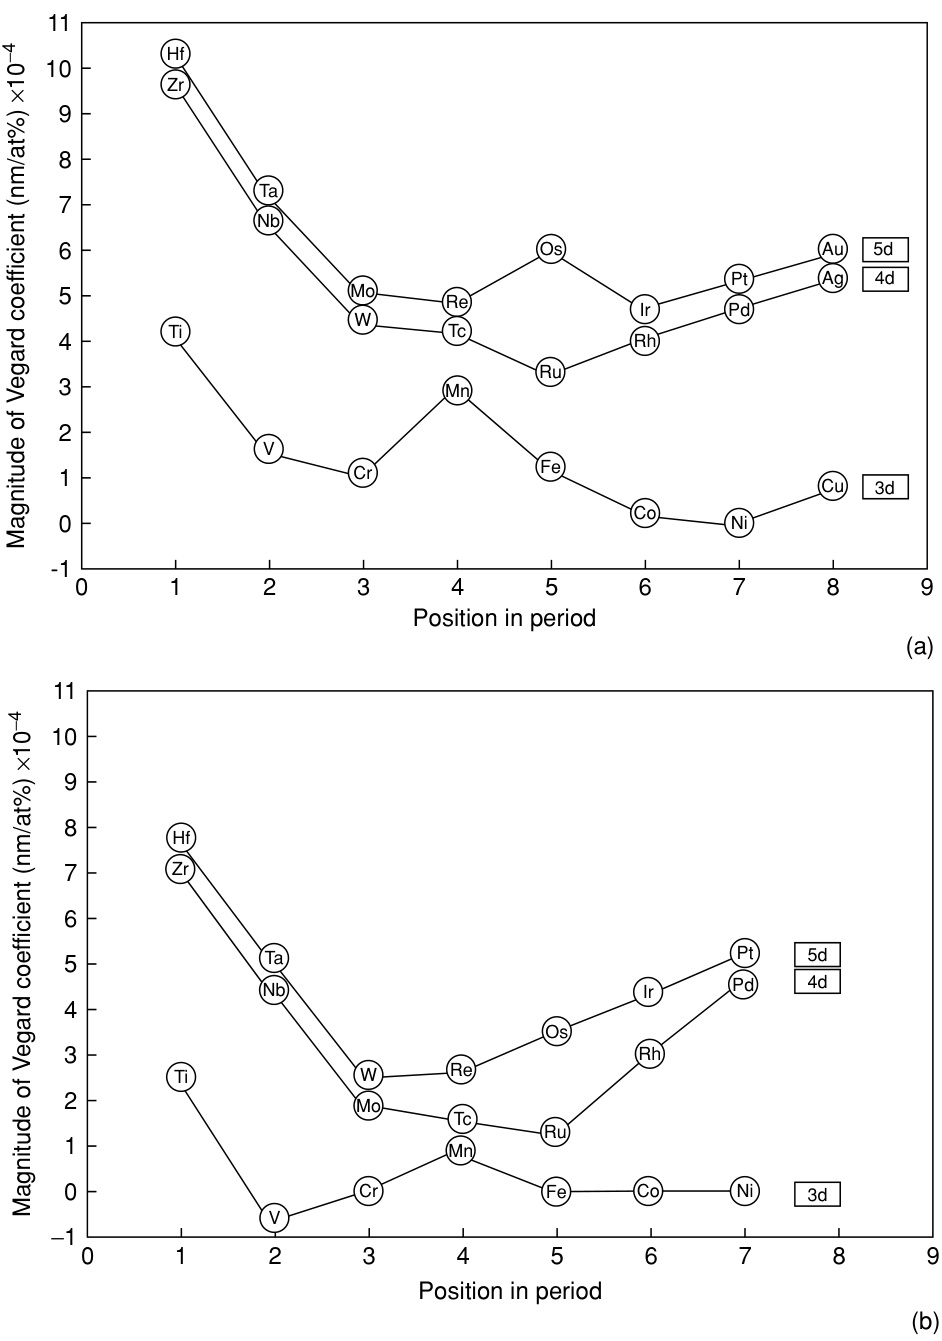 11
10
9
8
7
6
5
4
3
2
1
0
-1
Magnitude of Vegard coefficient (nm/at%) ×10⁻⁴
Hf
Zr
Ta
Nb
Mo
W
Re
Tc
Os
Ru
Ir
Rh
Pt
Pd
Au
Ag
5d
4d
Ti
V
Cr
Mn
Fe
Co
Ni
Cu
3d
0 1 2 3 4 5 6 7 8 9
Position in period
(a)
11
10
9
8
7
6
5
4
3
2
1
0
−1
Magnitude of Vegard coefficient (nm/at%) ×10⁻⁴
Hf
Zr
Ta
Nb
W
Mo
Re
Tc
Os
Ru
Ir
Rh
Pt
Pd
5d
4d
Ti
V
Cr
Mn
Fe
Co
Ni
3d
0 1 2 3 4 5 6 7 8 9
Position in period
(b)